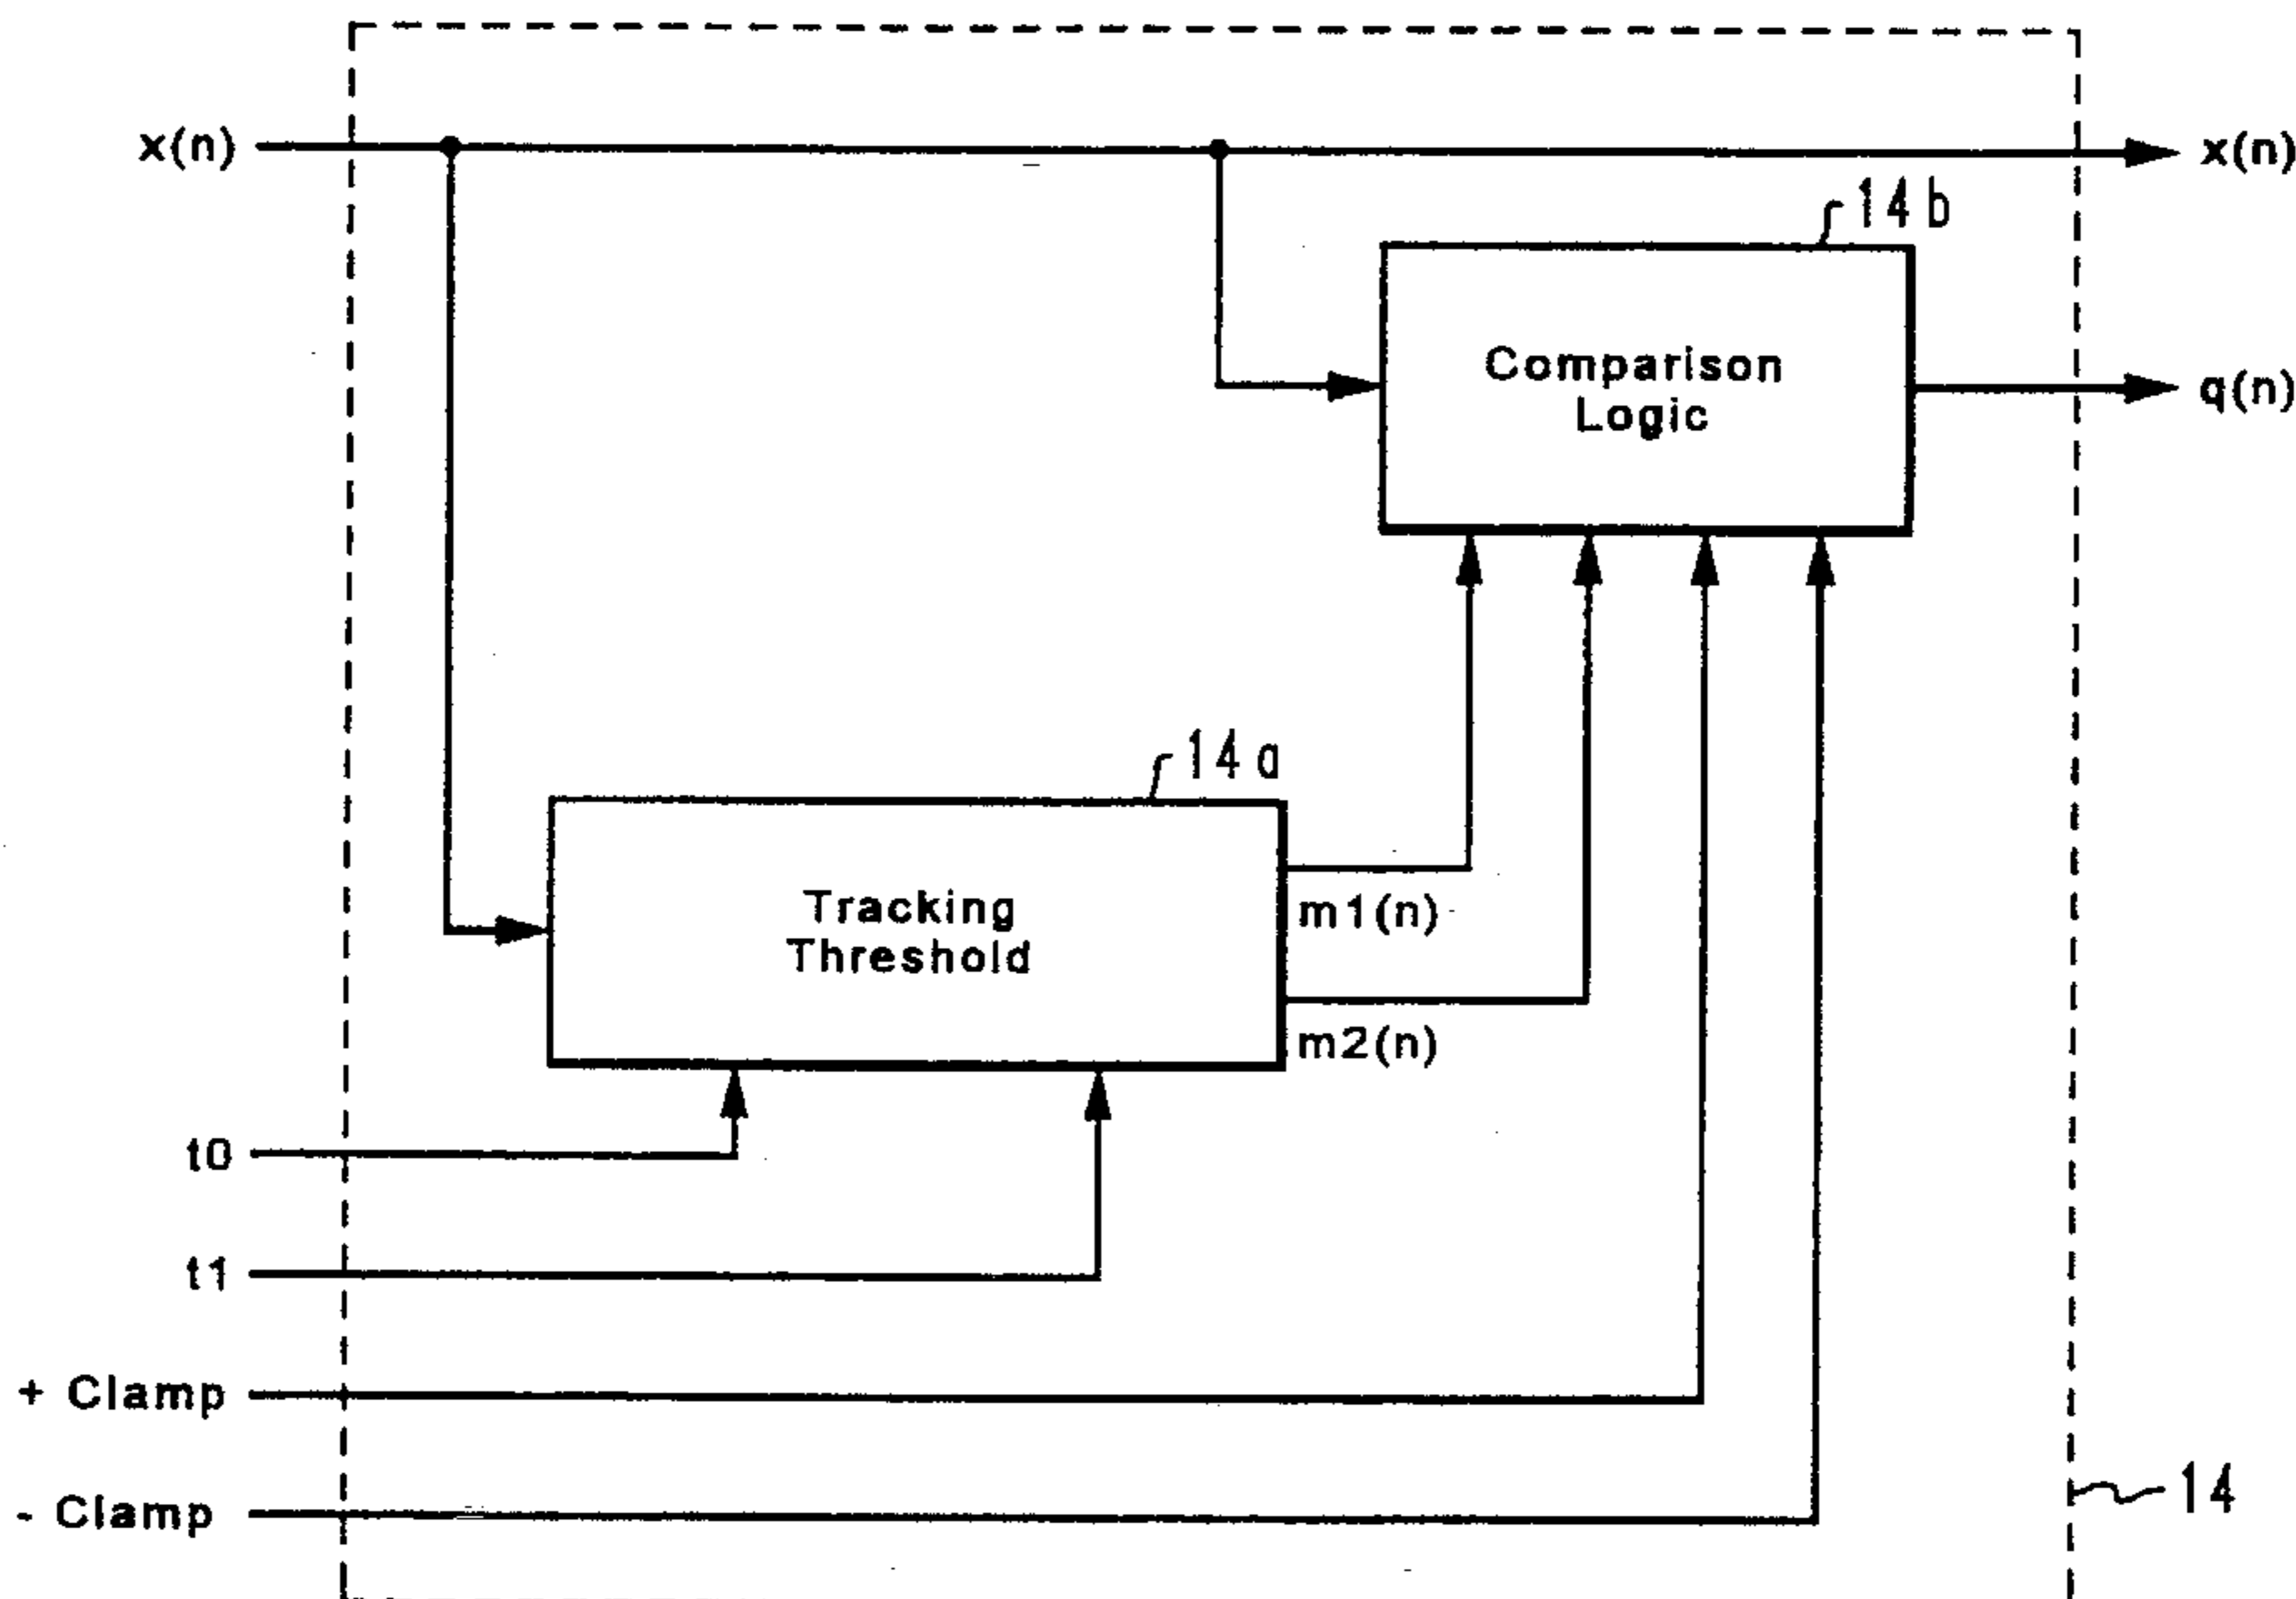 x(n)
x(n)
14b
Comparison
Logic
q(n)
14a
Tracking
Threshold
m1(n)
m2(n)
t0
t1
+ Clamp
- Clamp
14